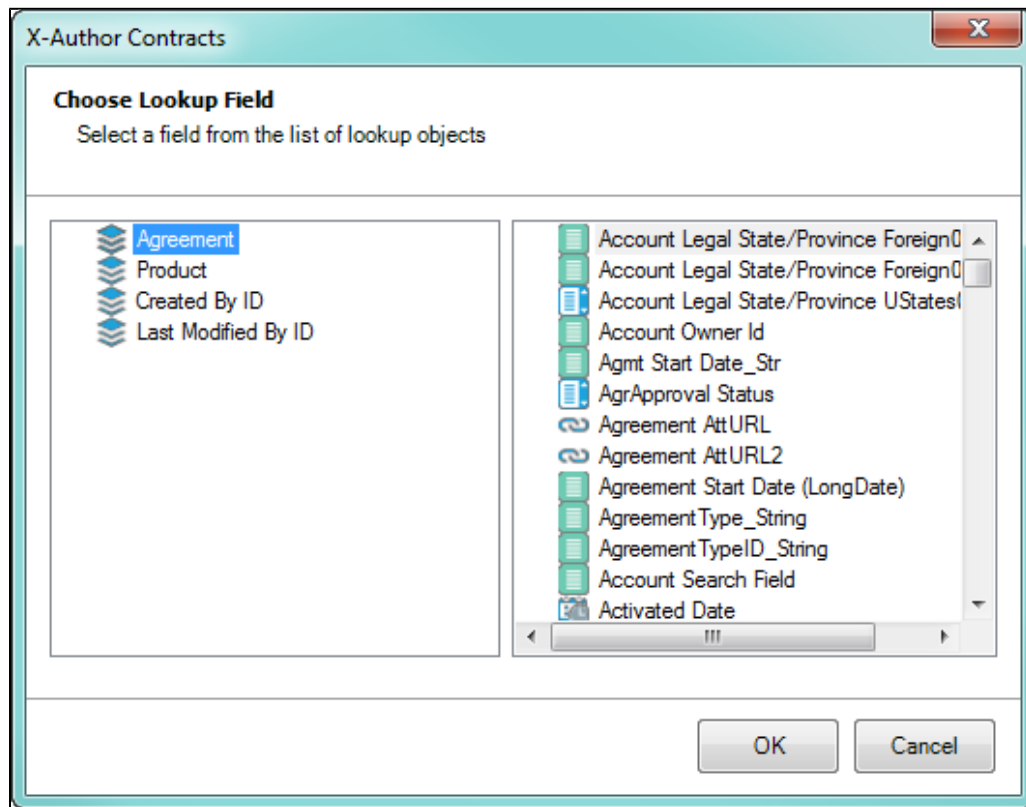 X-Author Contracts
Choose Lookup Field
Select a field from the list of lookup objects
Agreement
Product
Created By ID
Last Modified By ID
Account Legal State/Province Foreign
Account Legal State/Province Foreign
Account Legal State/Province UStates
Account Owner Id
Agmt Start Date_Str
AgrApproval Status
Agreement AttURL
Agreement AttURL2
Agreement Start Date (LongDate)
AgreementType_String
AgreementTypeID_String
Account Search Field
Activated Date
OK
Cancel